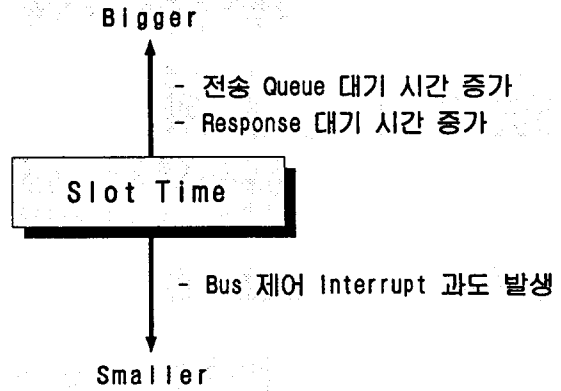 Bigger
- 전송 Queue 대기 시간 증가
- Response 대기 시간 증가
Slot Time
- Bus 제어 Interrupt 과도 발생
Smaller